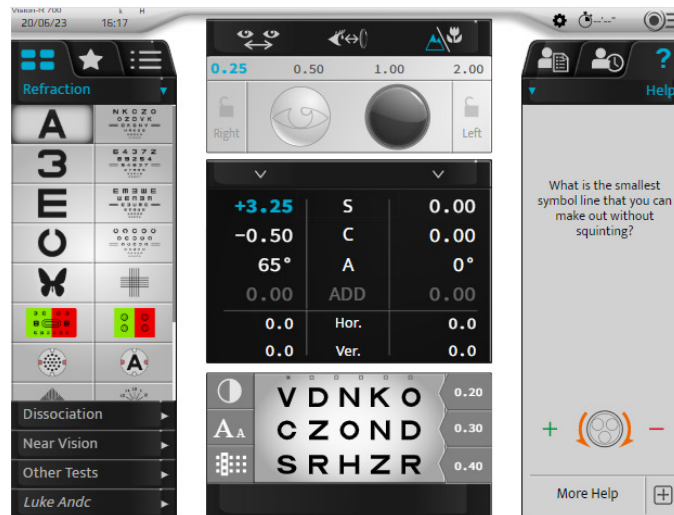 Vision-R 700
20/06/23 16:17
Refraction
A
NKOZO
3
E
Dissociation
Near Vision
Other Tests
Luke Andc
0.25 0.50 1.00 2.00
Right Left
+3.25 S 0.00
-0.50 C 0.00
65° A 0°
0.00 ADD 0.00
0.0 Hor. 0.0
0.0 Ver. 0.0
VDNKO 0.20
AA CZOND 0.30
SRHZR 0.40
?
Help
What is the smallest
symbol line that you can
make out without
squinting?
+ -
More Help +